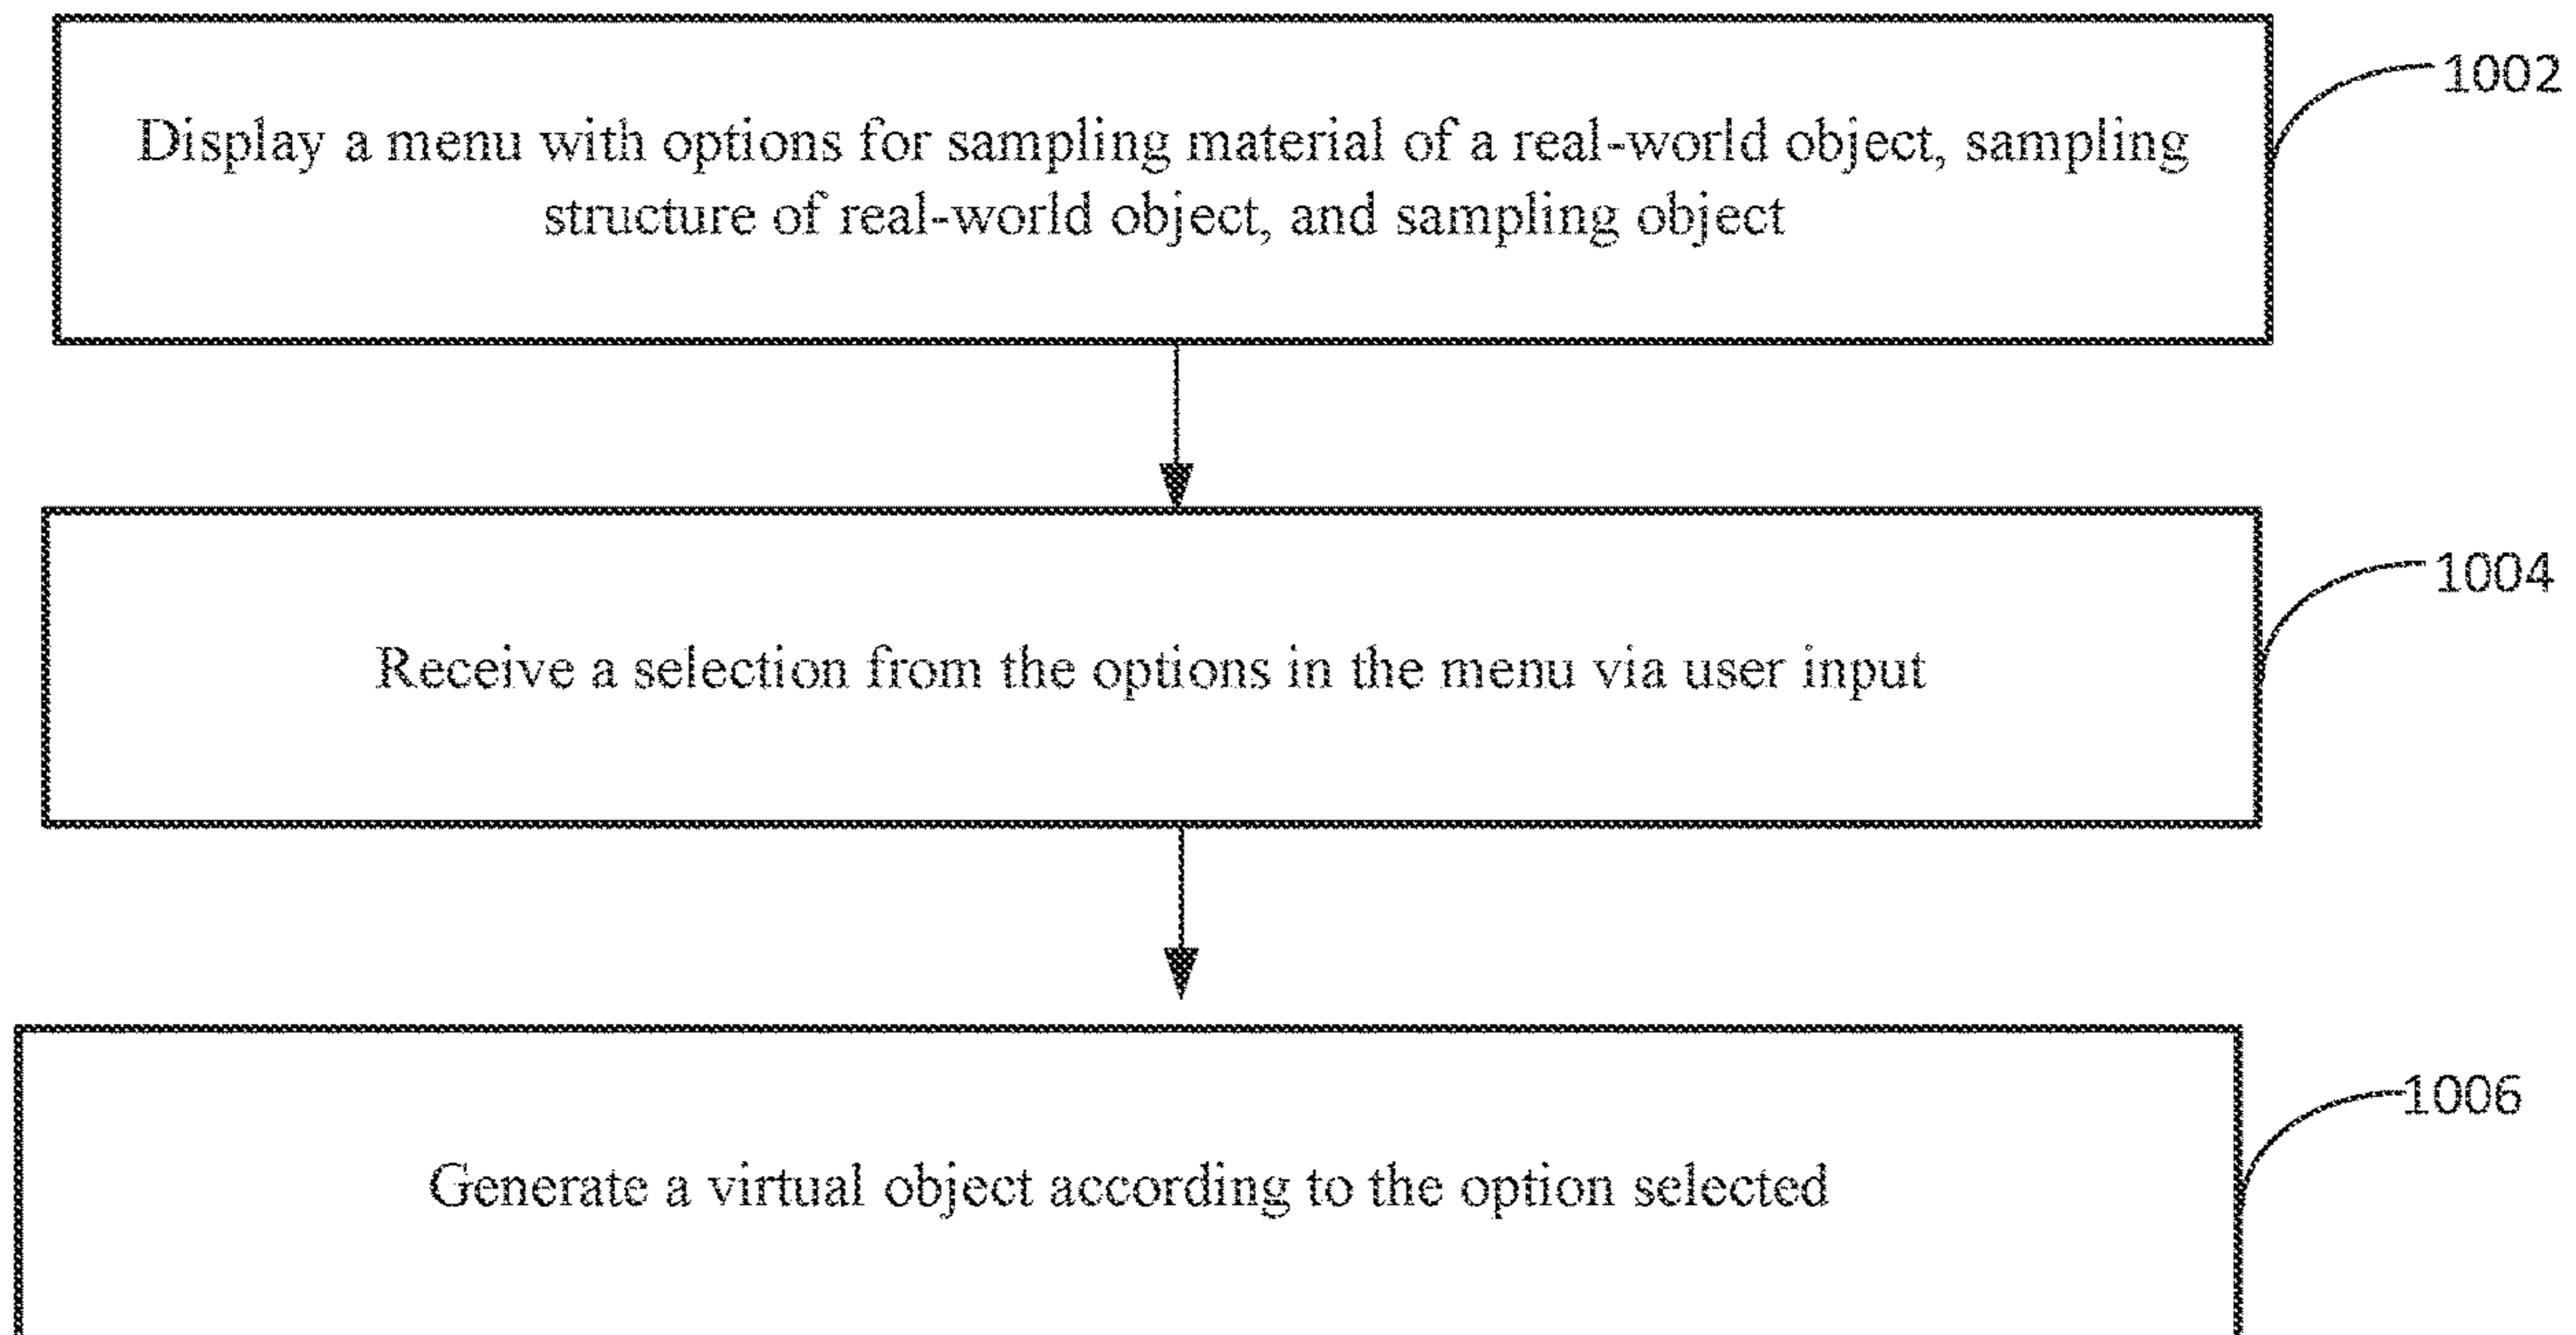 1002
Display a menu with options for sampling material of a real-world object, sampling
structure of real-world object, and sampling object
1004
Receive a selection from the options in the menu via user input
1006
Generate a virtual object according to the option selected